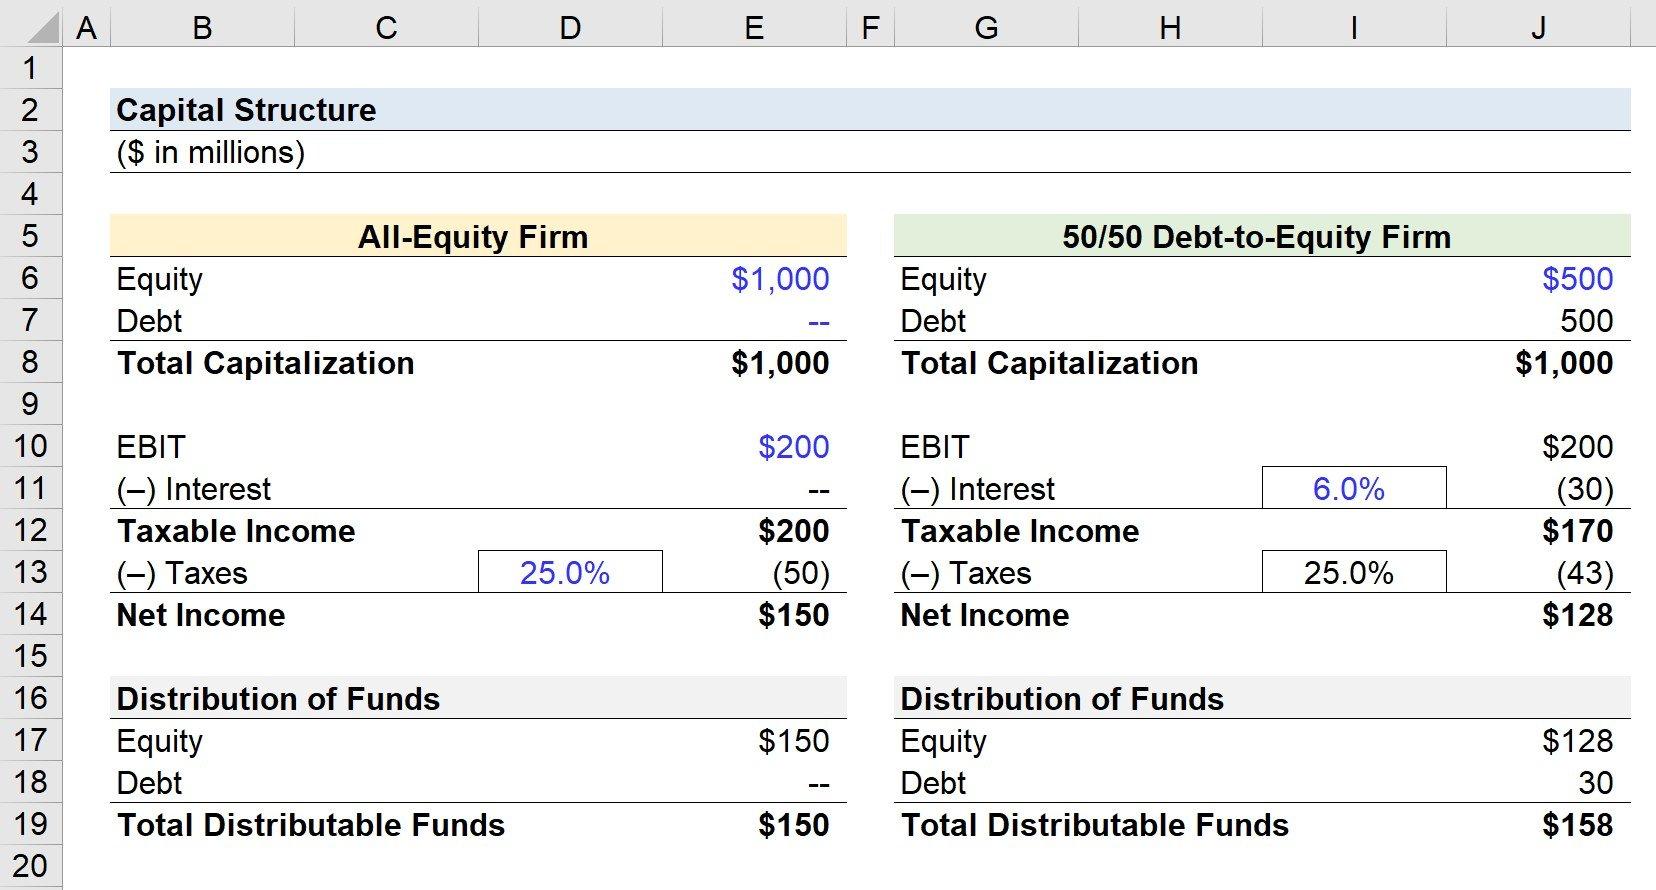 A B C D E F G H I J
1
2 Capital Structure
3 ($ in millions)
4
5 All-Equity Firm 50/50 Debt-to-Equity Firm
6 Equity $1,000 Equity $500
7 Debt -- Debt 500
8 Total Capitalization $1,000 Total Capitalization $1,000
9
10 EBIT $200 EBIT $200
11 (–) Interest -- (–) Interest 6.0% (30)
12 Taxable Income $200 Taxable Income $170
13 (–) Taxes 25.0% (50) (–) Taxes 25.0% (43)
14 Net Income $150 Net Income $128
15
16 Distribution of Funds Distribution of Funds
17 Equity $150 Equity $128
18 Debt -- Debt 30
19 Total Distributable Funds $150 Total Distributable Funds $158
20